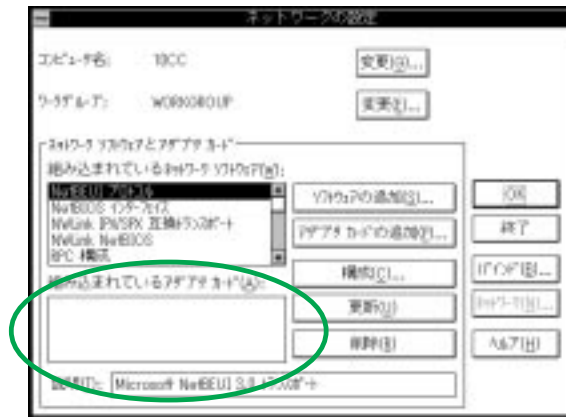 ネットワークの設定
コンピュータ名:
10CC
変更(G)...
ワークグループ:
WORKGROUP
変更(K)...
ネットワーク ソフトウェアとアダプタ カード
組み込まれているネットワーク ソフトウェア(W):
NetBEUI プロトコル
NetBIOS インターフェイス
NWLink IPX/SPX 互換トランスポート
NWLink NetBIOS
RPC 構成
ソフトウェアの追加(S)...
アダプタ カードの追加(P)...
構成(C)...
更新(U)
削除(R)
組み込まれているアダプタ カード(A):
説明(T): Microsoft NetBEUI 3.0 トランスポート
OK
終了
バインド(B)...
ネットワーク(N)...
ヘルプ(H)